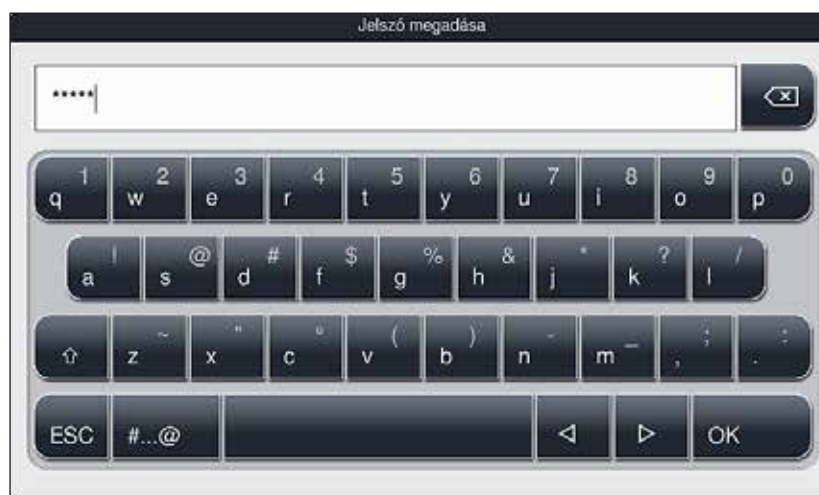 Jelszó megadása
*****
1 2 3 4 5 6 7 8 9 0
q w e r t y u i o p
! @ # $ % & * ? /
a s d f g h j k l
~ " ( ) - _ ; :
z x c v b n m , .
ESC #...@ OK